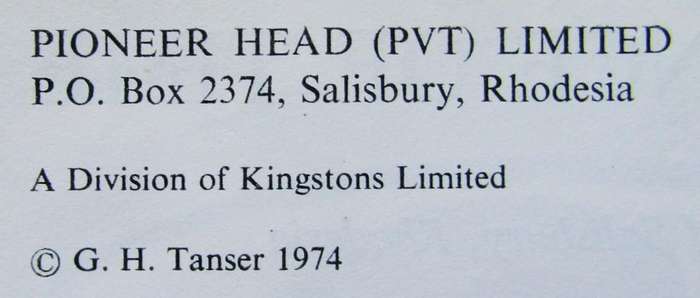 PIONEER HEAD (PVT) LIMITED
P.O. Box 2374, Salisbury, Rhodesia
A Division of Kingstons Limited
© G. H. Tanser 1974